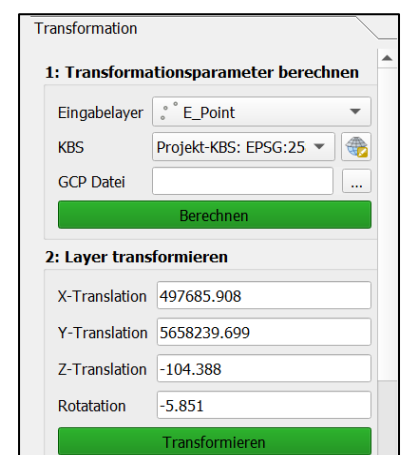 Transformation
1: Transformationsparameter berechnen
Eingabelayer E_Point
KBS Projekt-KBS: EPSG:25
GCP Datei ...
Berechnen
2: Layer transformieren
X-Translation 497685.908
Y-Translation 5658239.699
Z-Translation -104.388
Rotatation -5.851
Transformieren